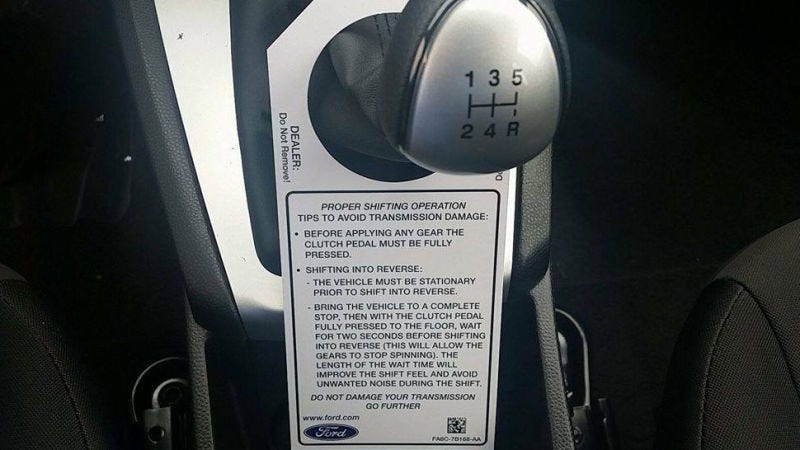 1 3 5
2 4 R
DEALER:
Do Not Remove!
PROPER SHIFTING OPERATION
TIPS TO AVOID TRANSMISSION DAMAGE:
• BEFORE APPLYING ANY GEAR THE
CLUTCH PEDAL MUST BE FULLY
PRESSED.
• SHIFTING INTO REVERSE:
- THE VEHICLE MUST BE STATIONARY
PRIOR TO SHIFT INTO REVERSE.
- BRING THE VEHICLE TO A COMPLETE
STOP, THEN WITH THE CLUTCH PEDAL
FULLY PRESSED TO THE FLOOR, WAIT
FOR TWO SECONDS BEFORE SHIFTING
INTO REVERSE (THIS WILL ALLOW THE
GEARS TO STOP SPINNING). THE
LENGTH OF THE WAIT TIME WILL
IMPROVE THE SHIFT FEEL AND AVOID
UNWANTED NOISE DURING THE SHIFT.
DO NOT DAMAGE YOUR TRANSMISSION
GO FURTHER
www.ford.com
Ford
FA6C-7B168-AA